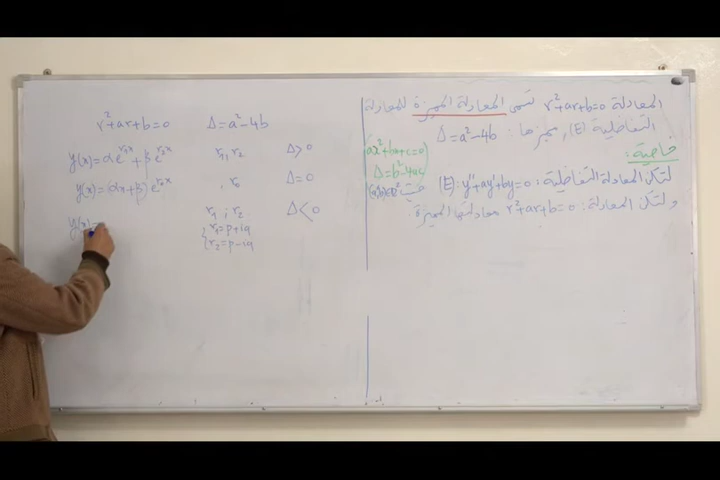 المعادلة r²+ar+b=0 تسمى المعادلة المميزة للمعادلة
التفاضلية (E)، مميزها: Δ=a²-4b
(ax²+bx+c=0)
Δ=b²-4ac
خاصية:
لتكن المعادلة التفاضلية: (E): y''+ay'+by=0 حيث
ولتكن المعادلة: r²+ar+b=0 معادلتها المميزة
r²+ar+b=0 Δ=a²-4b
y(x)=αe^{r₁x}+βe^{r₂x} r₁,r₂ Δ>0
y(x)=(αx+β)e^{r₀x} , r₀ Δ=0
y(x)= r₁ ; r₂ Δ<0
{r₁=p+iq
{r₂=p-iq